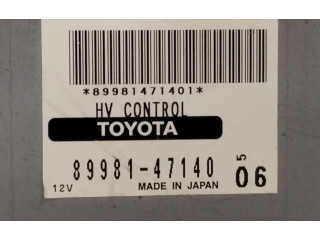 *89981471401*
HV CONTROL
TOYOTA
89981-47140
5
06
12V MADE IN JAPAN